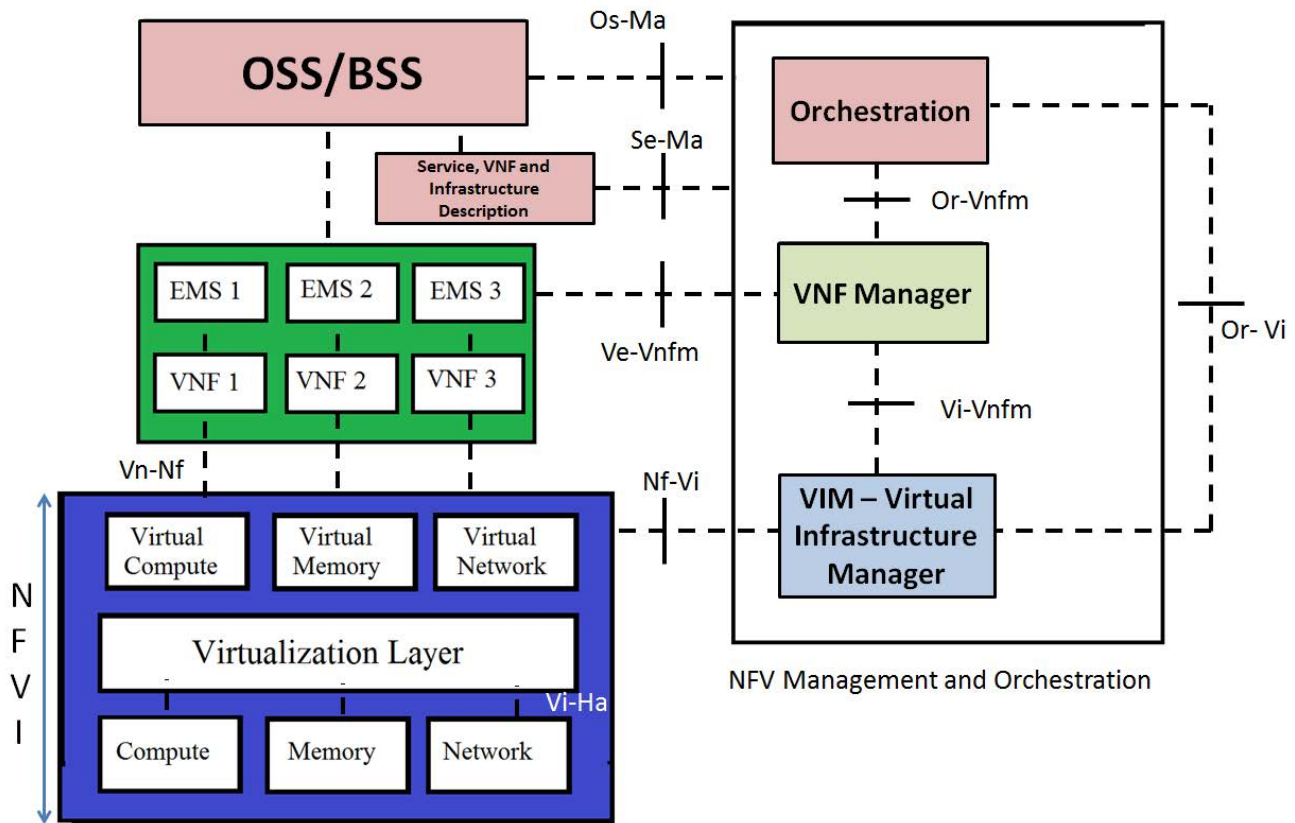 Os-Ma
OSS/BSS
Orchestration
Se-Ma
Service, VNF and
Infrastructure
Description
Or-Vnfm
EMS 1
EMS 2
EMS 3
VNF Manager
Or- Vi
Ve-Vnfm
VNF 1
VNF 2
VNF 3
Vi-Vnfm
Vn-Nf
Nf-Vi
VIM – Virtual
Infrastructure
Manager
Virtual
Compute
Virtual
Memory
Virtual
Network
N
F
V
I
Virtualization Layer
NFV Management and Orchestration
Vi-Ha
Compute
Memory
Network